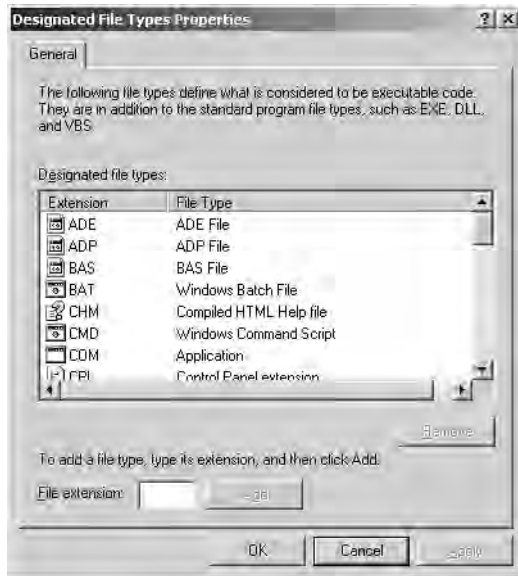 Designated File Types Properties
General
The following file types define what is considered to be executable code.
They are in addition to the standard program file types, such as EXE, DLL,
and VBS
Designated file types:
Extension File Type
ADE ADE File
ADP ADP File
BAS BAS File
BAT Windows Batch File
CHM Compiled HTML Help file
CMD Windows Command Script
COM Application
CPL Control Panel extension
Remove
To add a file type, type its extension, and then click Add.
File extension: Add
OK Cancel Apply